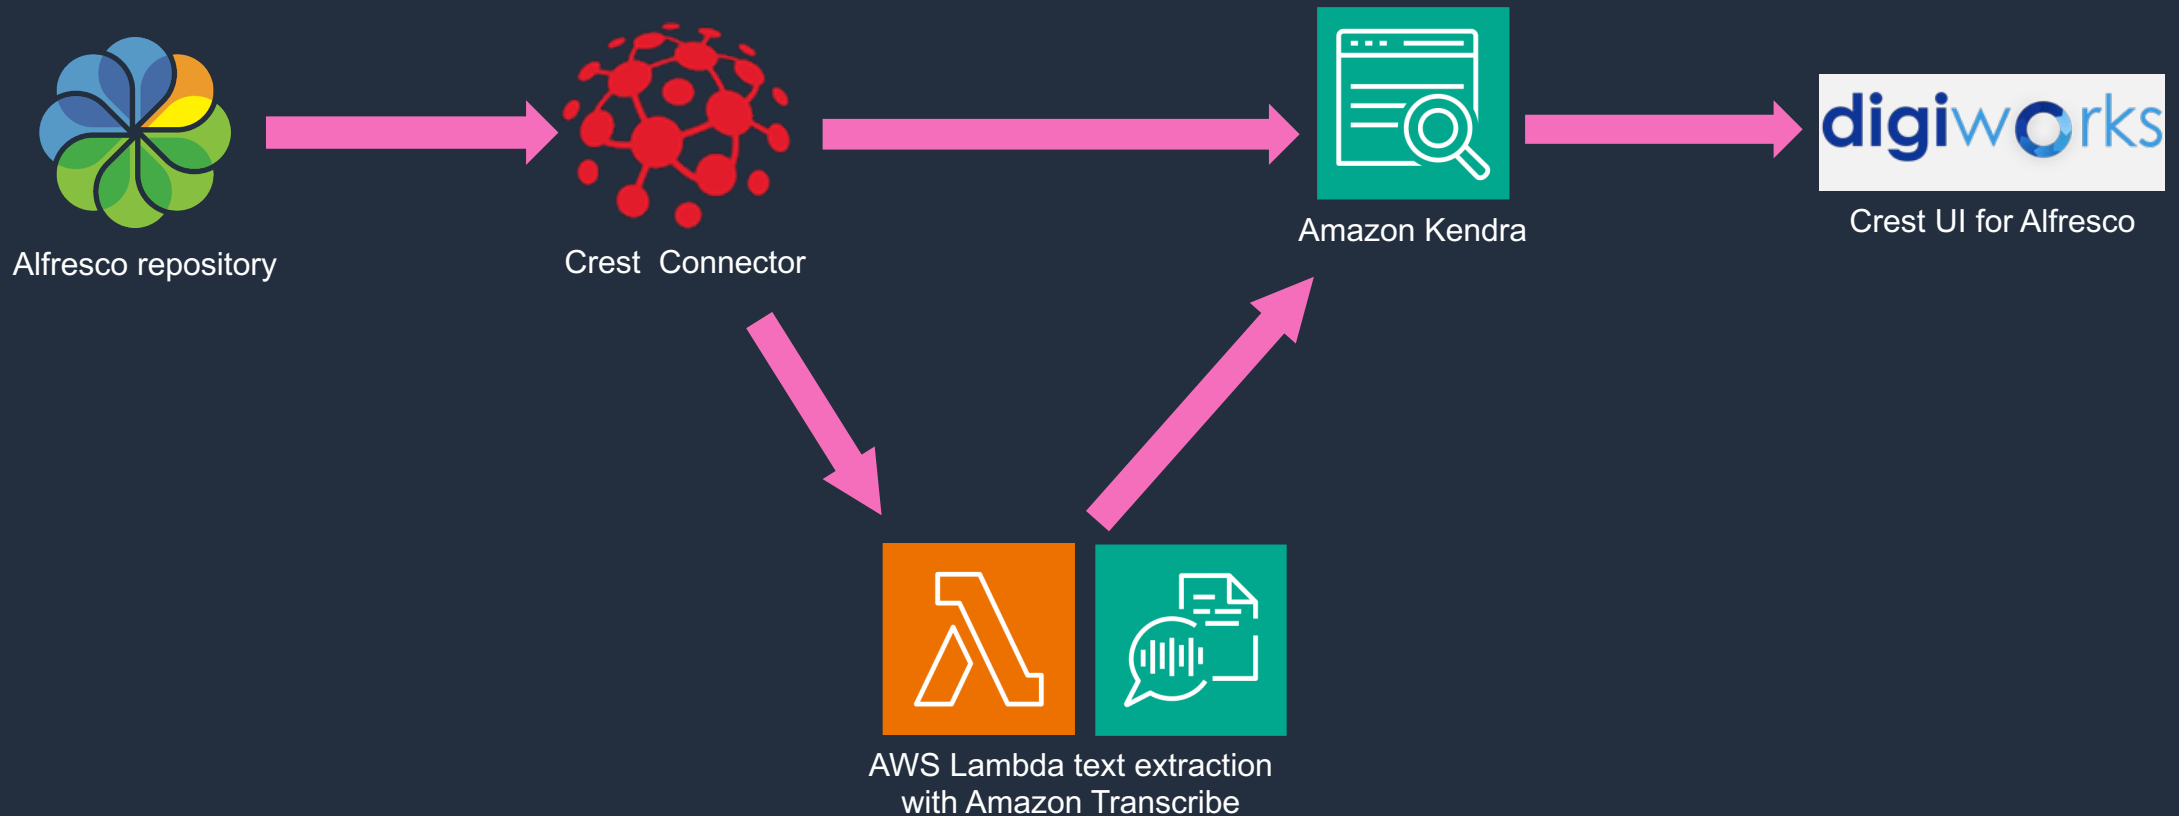 digiworks
Alfresco repository
Crest Connector
Amazon Kendra
Crest UI for Alfresco
AWS Lambda text extraction
with Amazon Transcribe